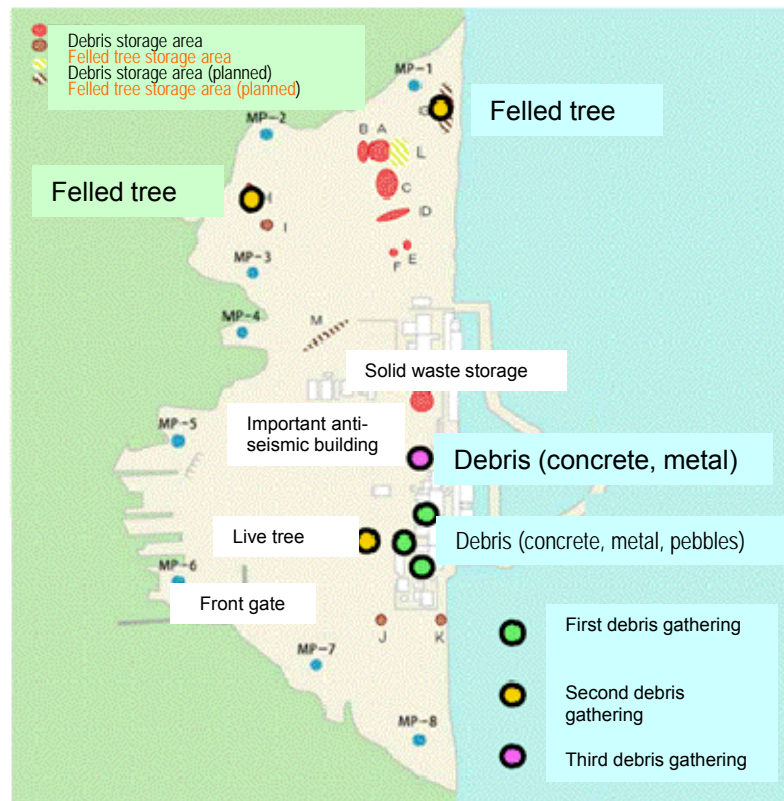 Debris storage area
Felled tree storage area
Debris storage area (planned)
Felled tree storage area (planned)
MP-1
Felled tree
MP-2
G
B
A
L
Felled tree
C
H
D
I
E
F
MP-3
MP-4
M
Solid waste storage
MP-5
Important anti-
seismic building
Debris (concrete, metal)
Live tree
Debris (concrete, metal, pebbles)
MP-6
Front gate
J
K
First debris gathering
MP-7
Second debris
gathering
MP-8
Third debris gathering